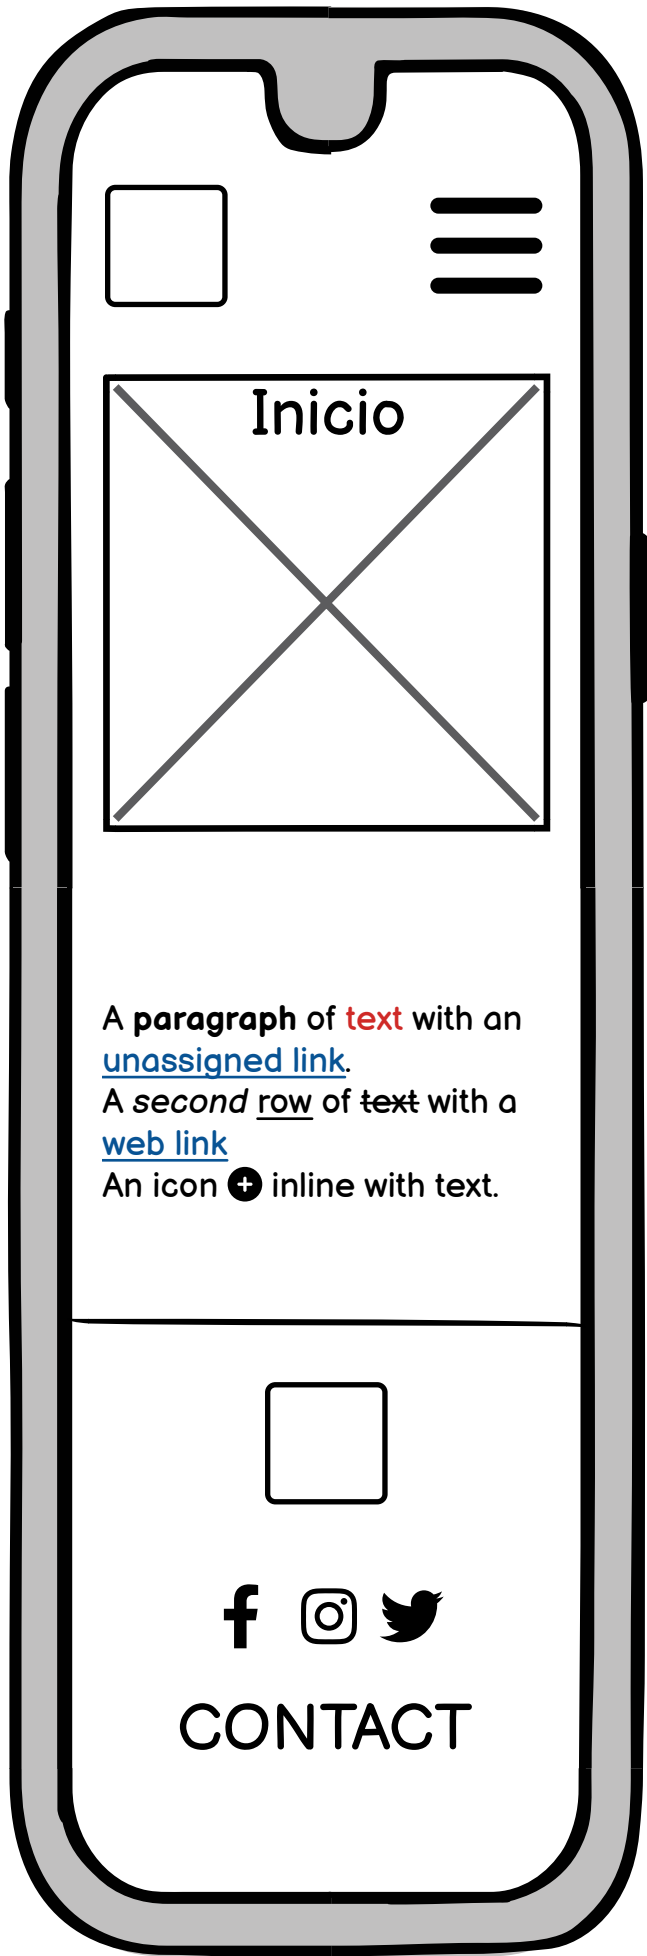 Inicio
A paragraph of text with an
unassigned link.
A second row of text with a
web link
An icon inline with text.
CONTACT